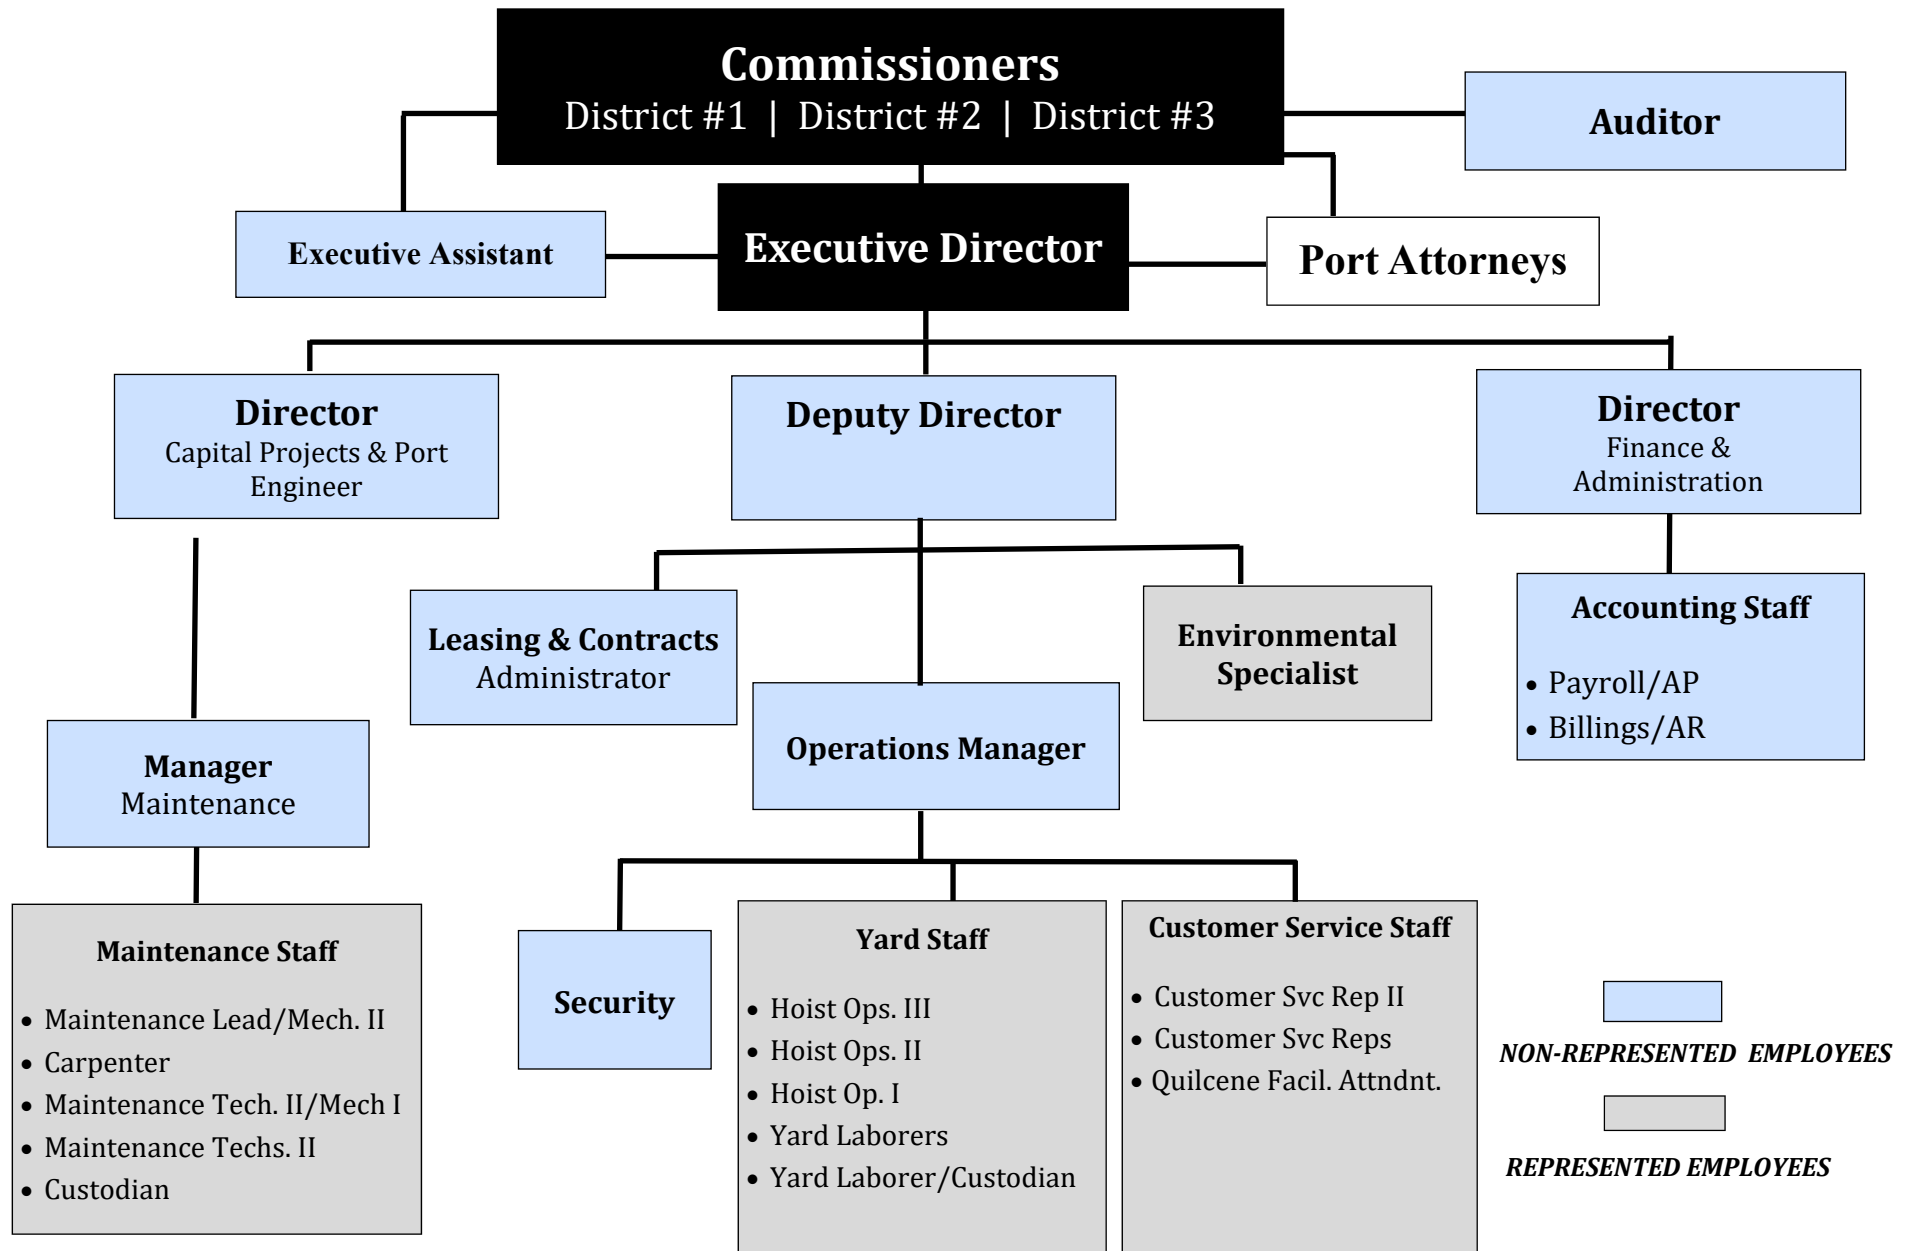 Commissioners
District #1 | District #2 | District #3
Auditor
Executive Assistant
Executive Director
Port Attorneys
Director
Capital Projects & Port
Engineer
Deputy Director
Director
Finance &
Administration
Leasing & Contracts
Administrator
Environmental
Specialist
Accounting Staff
• Payroll/AP
• Billings/AR
Manager
Maintenance
Operations Manager
Maintenance Staff
• Maintenance Lead/Mech. II
• Carpenter
• Maintenance Tech. II/Mech I
• Maintenance Techs. II
• Custodian
Security
Yard Staff
• Hoist Ops. III
• Hoist Ops. II
• Hoist Op. I
• Yard Laborers
• Yard Laborer/Custodian
Customer Service Staff
• Customer Svc Rep II
• Customer Svc Reps
• Quilcene Facil. Attndnt.
NON-REPRESENTED EMPLOYEES
REPRESENTED EMPLOYEES